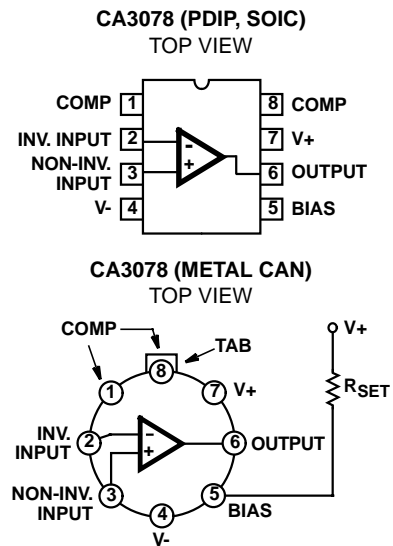 CA3078 (PDIP, SOIC)
TOP VIEW
COMP 1
8 COMP
INV. INPUT 2
7 V+
NON-INV.
INPUT 3
6 OUTPUT
V- 4
5 BIAS
-
+
CA3078 (METAL CAN)
TOP VIEW
COMP
TAB
V+
RSET
8
1
7 V+
INV.
INPUT
2
-
+
6 OUTPUT
NON-INV.
INPUT
3
5
BIAS
4
V-